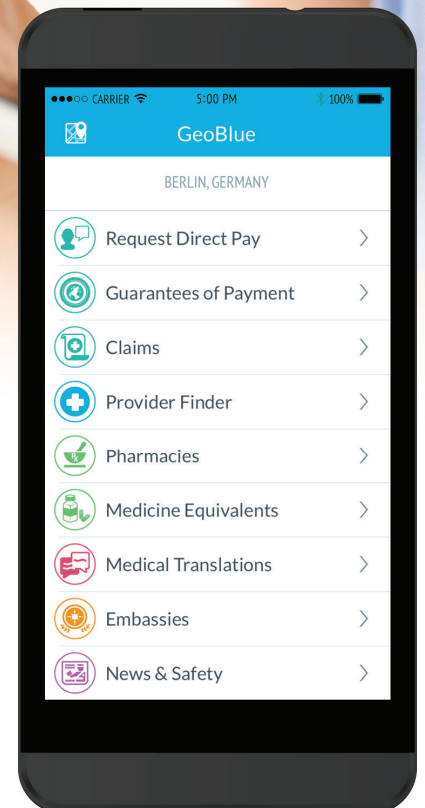 CARRIER 5:00 PM 100%
GeoBlue
BERLIN, GERMANY
Request Direct Pay
Guarantees of Payment
Claims
Provider Finder
Rx
Pharmacies
Medicine Equivalents
Medical Translations
Embassies
News & Safety